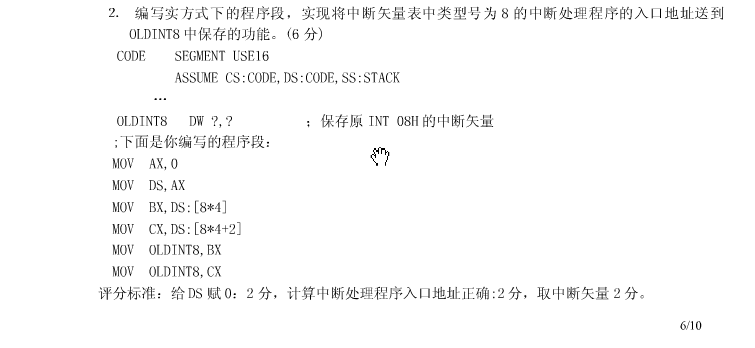 2. 编写实方式下的程序段，实现将中断矢量表中类型号为 8 的中断处理程序的入口地址送到
OLDINT8 中保存的功能。(6 分)
CODE SEGMENT USE16
ASSUME CS:CODE,DS:CODE,SS:STACK
…
OLDINT8 DW ?,? ；保存原 INT 08H 的中断矢量
;下面是你编写的程序段：
MOV AX,0
MOV DS,AX
MOV BX,DS:[8*4]
MOV CX,DS:[8*4+2]
MOV OLDINT8,BX
MOV OLDINT8,CX
评分标准：给 DS 赋 0：2 分，计算中断处理程序入口地址正确:2 分，取中断矢量 2 分。
6/10